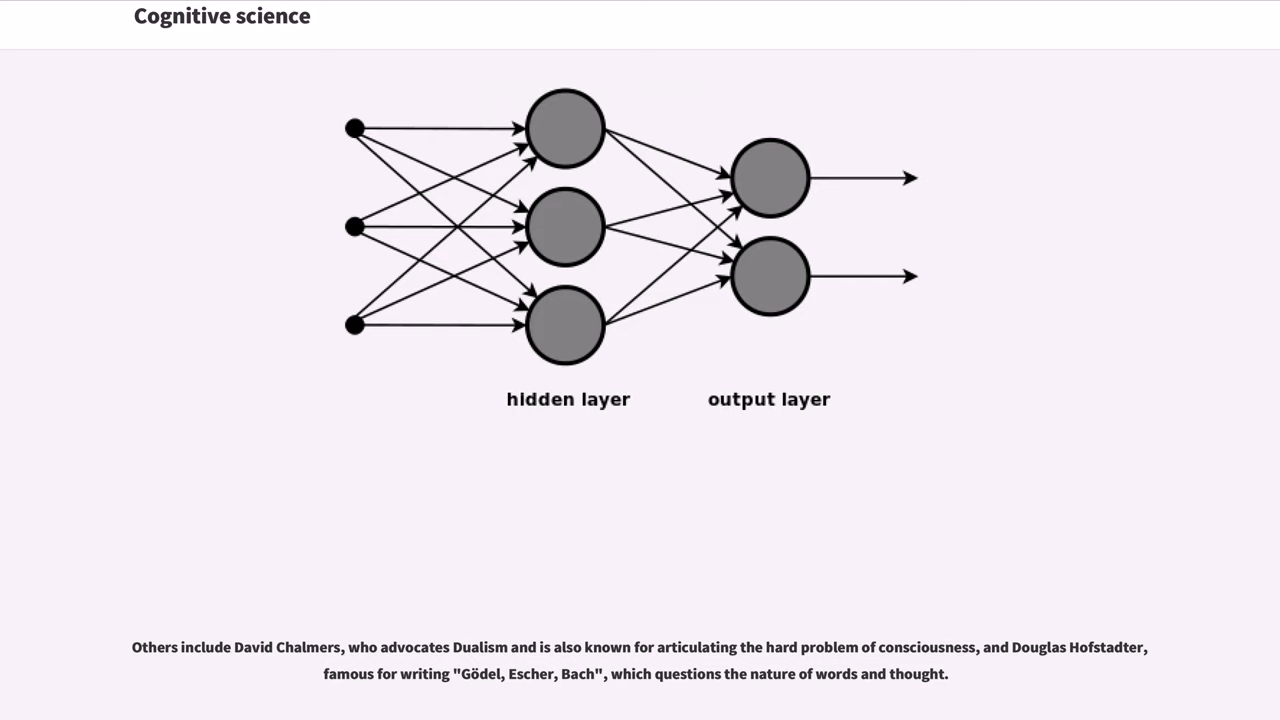 Cognitive science
hidden layer
output layer
Others include David Chalmers, who advocates Dualism and is also known for articulating the hard problem of consciousness, and Douglas Hofstadter,
famous for writing "Gödel, Escher, Bach", which questions the nature of words and thought.